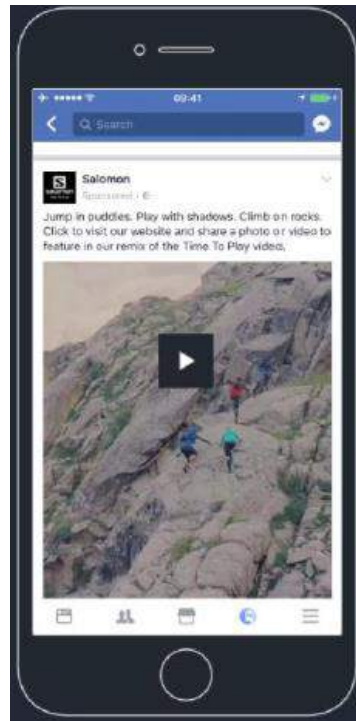 09:41
Search
Salomon
Sponsored ·
Jump in puddles. Play with shadows. Climb on rocks.
Click to visit our website and share a photo or video to
feature in our remix of the Time To Play video.